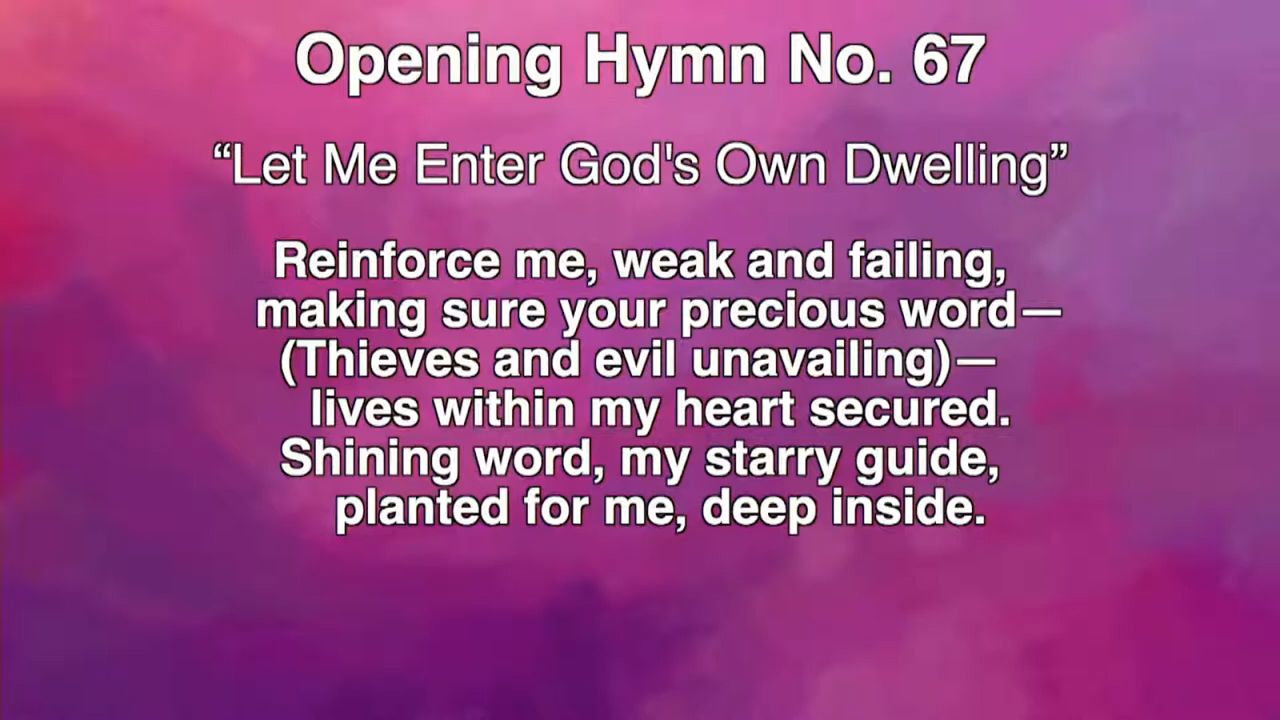 Opening Hymn No. 67
“Let Me Enter God's Own Dwelling”
Reinforce me, weak and failing,
making sure your precious word—
(Thieves and evil unavailing)—
lives within my heart secured.
Shining word, my starry guide,
planted for me, deep inside.